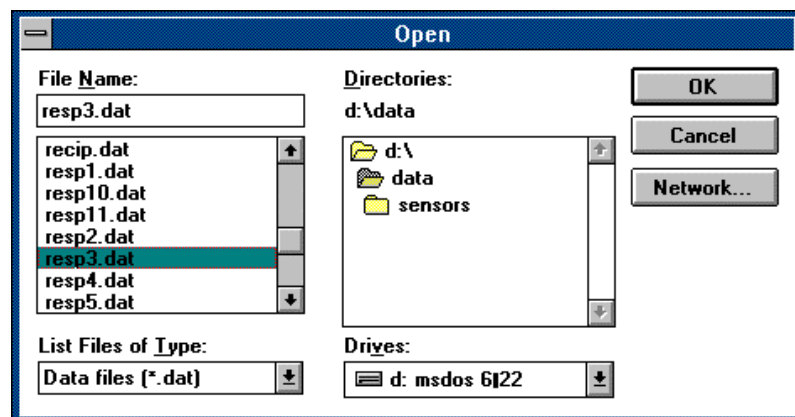 Open
File Name:
resp3.dat
recip.dat
resp1.dat
resp10.dat
resp11.dat
resp2.dat
resp3.dat
resp4.dat
resp5.dat
List Files of Type:
Data files (*.dat)
Directories:
d:\data
d:\
data
sensors
Drives:
d: msdos 6|22
OK
Cancel
Network...